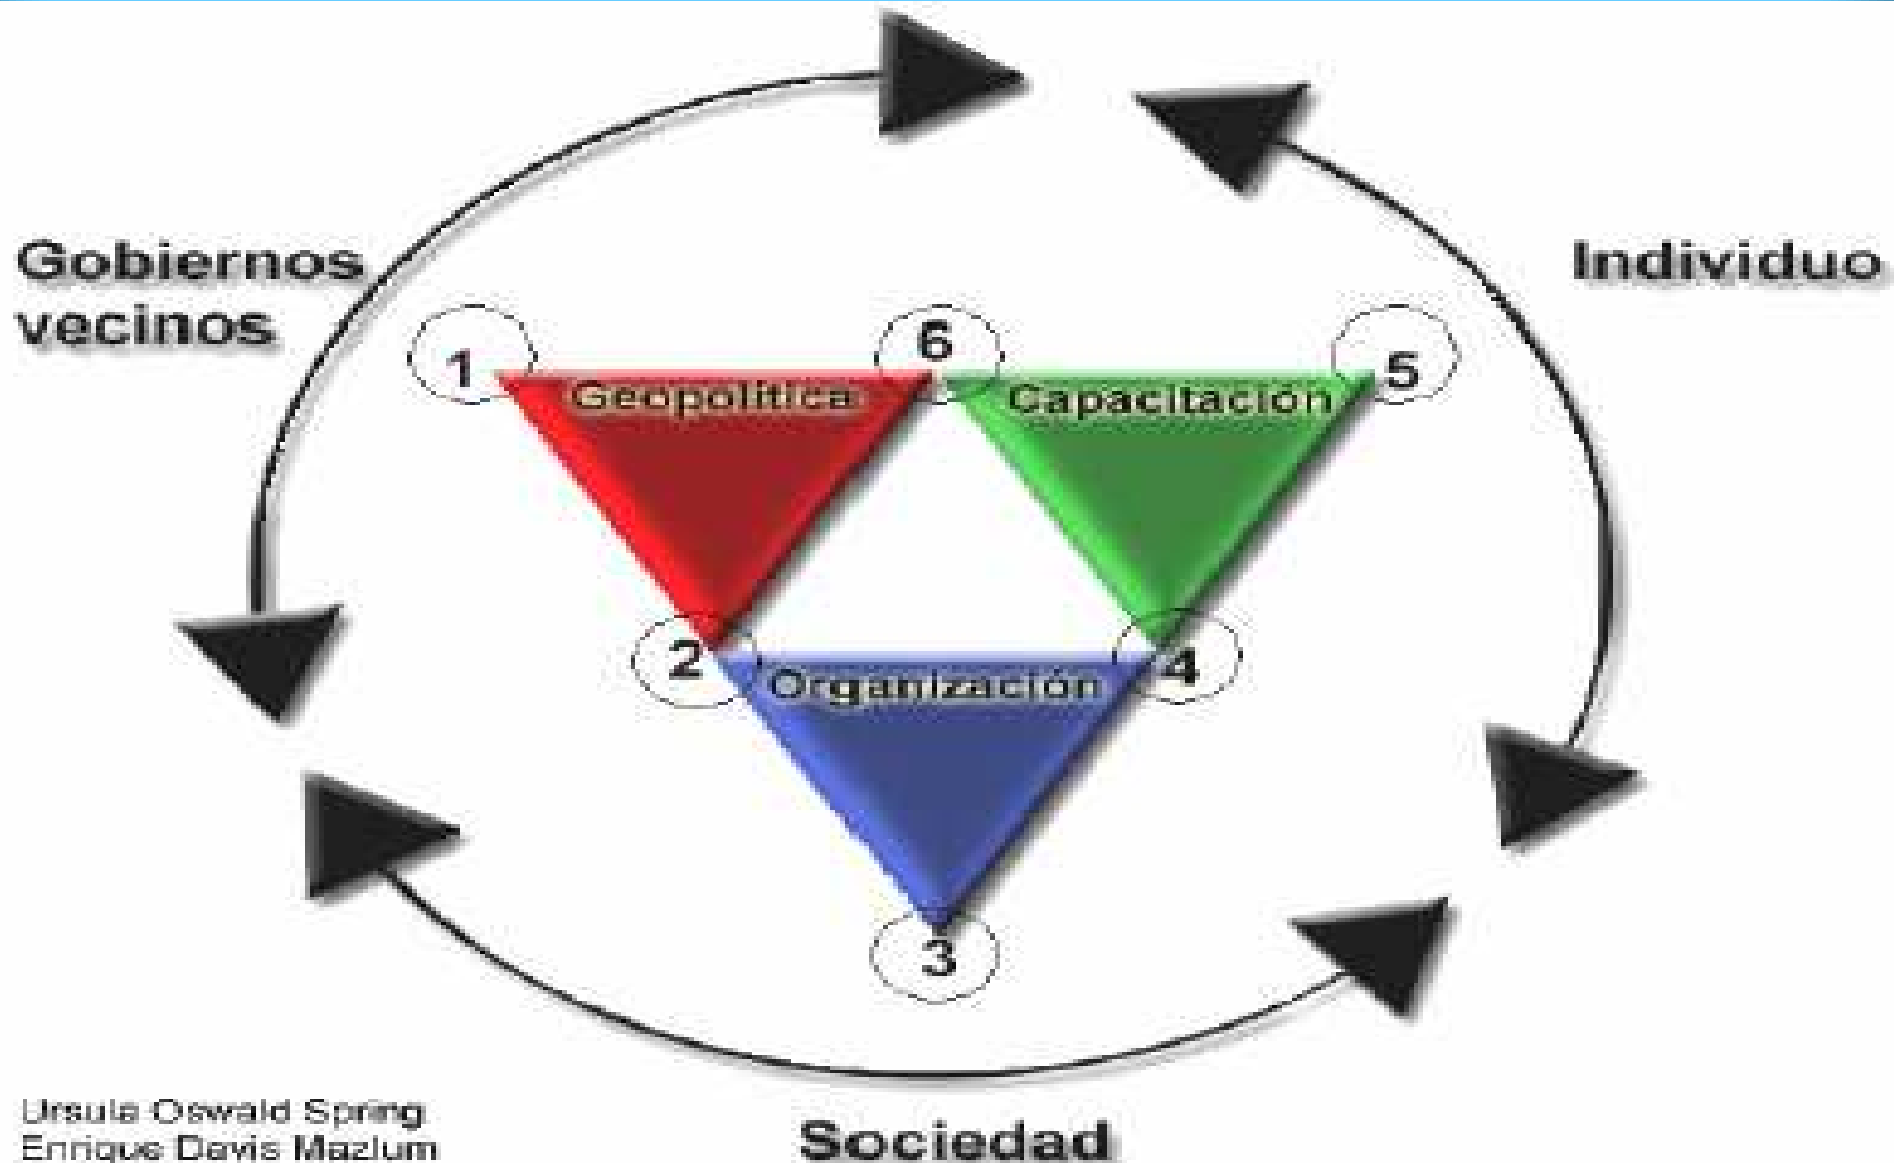 Gobiernos
vecinos
Individuo
1
6
5
Geopolítica
Capacitación
2
4
Organización
3
Ursula Oswald Spring
Enrique Davis Mazlum
Sociedad